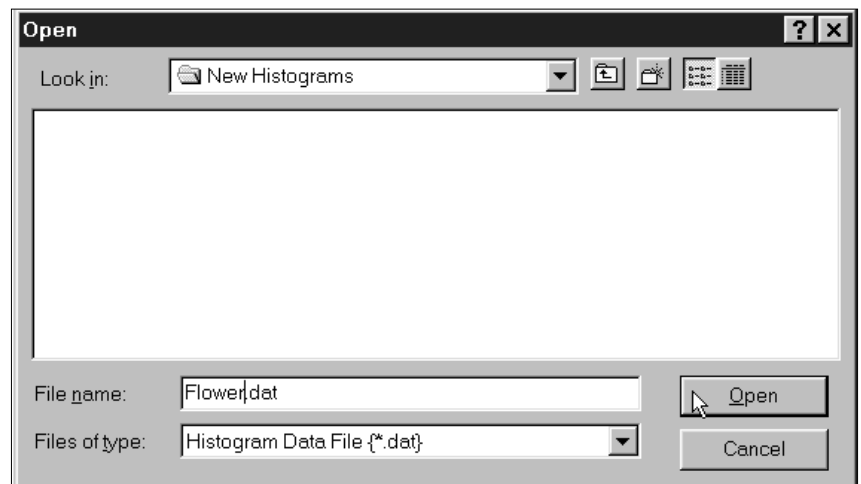 Open
Look in: New Histograms
File name: Flower.dat
Open
Files of type: Histogram Data File {*.dat}
Cancel